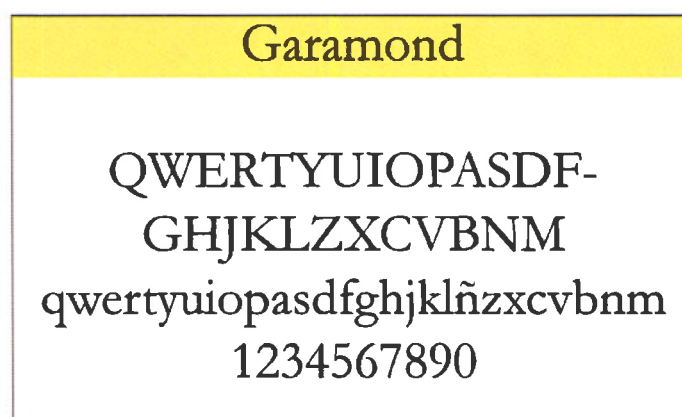 Garamond
QWERTYUIOPASDF-
GHJKLZXCVBNM
qwertyuiopasdfghjklñzxcvbnm
1234567890